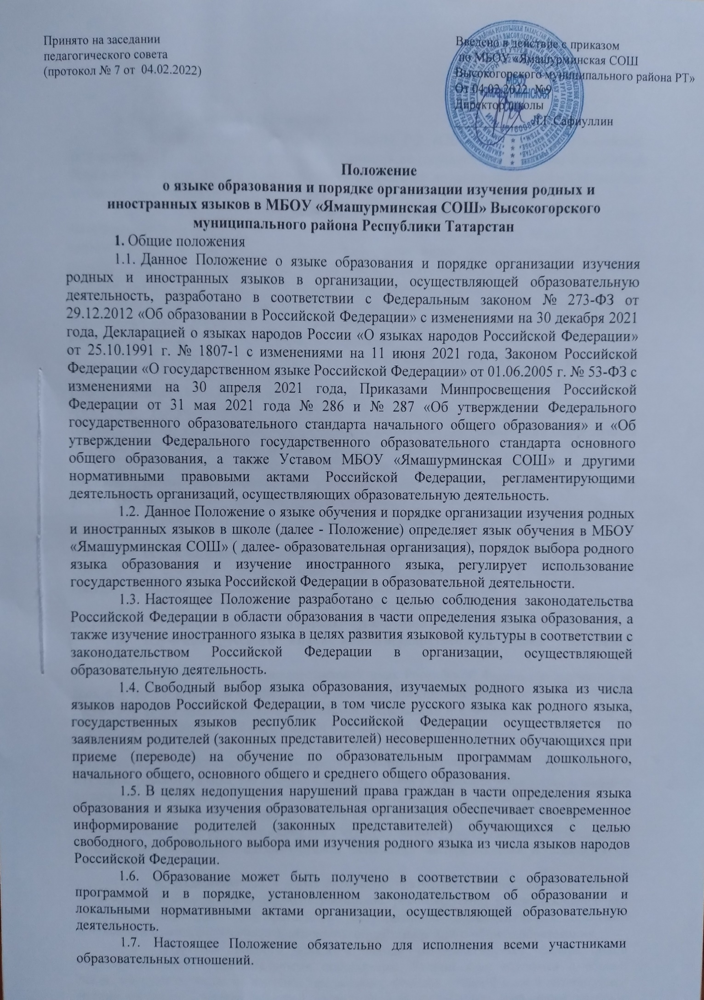 Принято на заседании
педагогического совета
(протокол № 7 от 04.02.2022)
Введено в действие с приказом
по МБОУ «Ямашурминская СОШ
Высокогорского муниципального района РТ»
От 04.02.2022 №9
Директор школы
Л.Г.Сафиуллин
МБОУ
ЯМАШУРМИНСКАЯ
СОШ
Положение
о языке образования и порядке организации изучения родных и
иностранных языков в МБОУ «Ямашурминская СОШ» Высокогорского
муниципального района Республики Татарстан
1. Общие положения
1.1. Данное Положение о языке образования и порядке организации изучения
родных и иностранных языков в организации, осуществляющей образовательную
деятельность, разработано в соответствии с Федеральным законом № 273-ФЗ от
29.12.2012 «Об образовании в Российской Федерации» с изменениями на 30 декабря 2021
года, Декларацией о языках народов России «О языках народов Российской Федерации»
от 25.10.1991 г. № 1807-1 с изменениями на 11 июня 2021 года, Законом Российской
Федерации «О государственном языке Российской Федерации» от 01.06.2005 г. № 53-ФЗ с
изменениями на 30 апреля 2021 года, Приказами Минпросвещения Российской
Федерации от 31 мая 2021 года № 286 и № 287 «Об утверждении Федерального
государственного образовательного стандарта начального общего образования» и «Об
утверждении Федерального государственного образовательного стандарта основного
общего образования, а также Уставом МБОУ «Ямашурминская СОШ» и другими
нормативными правовыми актами Российской Федерации, регламентирующими
деятельность организаций, осуществляющих образовательную деятельность.
1.2. Данное Положение о языке обучения и порядке организации изучения родных
и иностранных языков в школе (далее - Положение) определяет язык обучения в МБОУ
«Ямашурминская СОШ» ( далее- образовательная организация), порядок выбора родного
языка образования и изучение иностранного языка, регулирует использование
государственного языка Российской Федерации в образовательной деятельности.
1.3. Настоящее Положение разработано с целью соблюдения законодательства
Российской Федерации в области образования в части определения языка образования, а
также изучение иностранного языка в целях развития языковой культуры в соответствии с
законодательством Российской Федерации в организации, осуществляющей
образовательную деятельность.
1.4. Свободный выбор языка образования, изучаемых родного языка из числа
языков народов Российской Федерации, в том числе русского языка как родного языка,
государственных языков республик Российской Федерации осуществляется по
заявлениям родителей (законных представителей) несовершеннолетних обучающихся при
приеме (переводе) на обучение по образовательным программам дошкольного,
начального общего, основного общего и среднего общего образования.
1.5. В целях недопущения нарушений права граждан в части определения языка
образования и языка изучения образовательная организация обеспечивает своевременное
информирование родителей (законных представителей) обучающихся с целью
свободного, добровольного выбора ими изучения родного языка из числа языков народов
Российской Федерации.
1.6. Образование может быть получено в соответствии с образовательной
программой и в порядке, установленном законодательством об образовании и
локальными нормативными актами организации, осуществляющей образовательную
деятельность.
1.7. Настоящее Положение обязательно для исполнения всеми участниками
образовательных отношений.